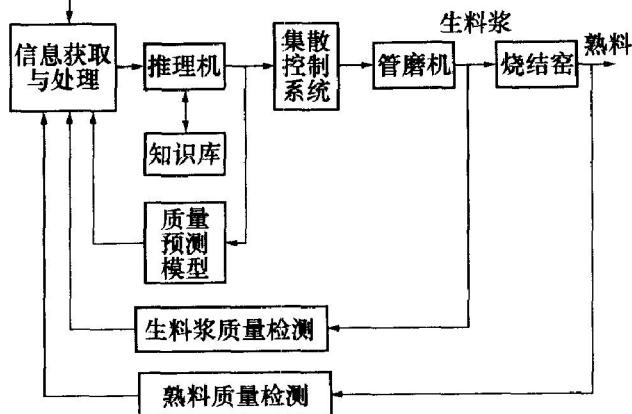 生料浆
熟料
信息获取
与处理
推理机
集散
控制
系统
管磨机
烧结窑
知识库
质量
预测
模型
生料浆质量检测
熟料质量检测